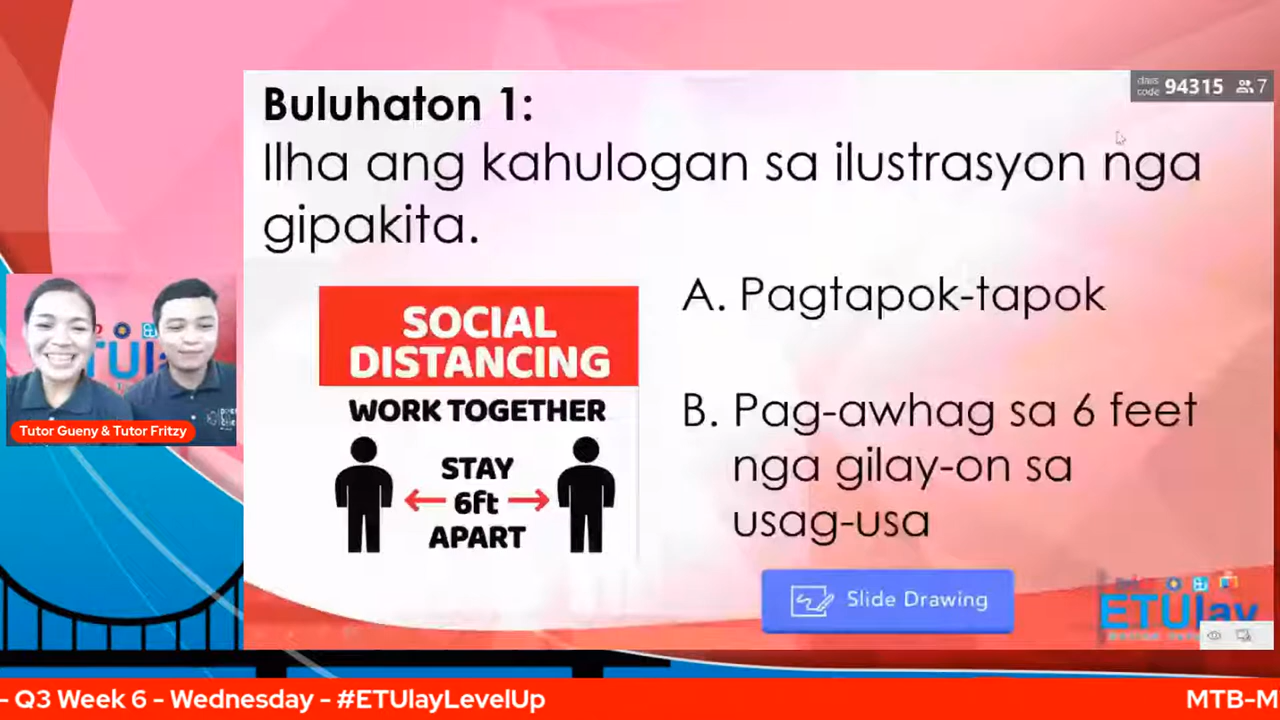 Buluhaton 1:
Ilha ang kahulogan sa ilustrasyon nga
gipakita.
class
code 94315 7
SOCIAL
DISTANCING
WORK TOGETHER
STAY
6ft
APART
A. Pagtapok-tapok
B. Pag-awhag sa 6 feet
nga gilay-on sa
usag-usa
Slide Drawing
ETUlay
Tutor Gueny & Tutor Fritzy
- Q3 Week 6 - Wednesday - #ETUlayLevelUp
MTB-M